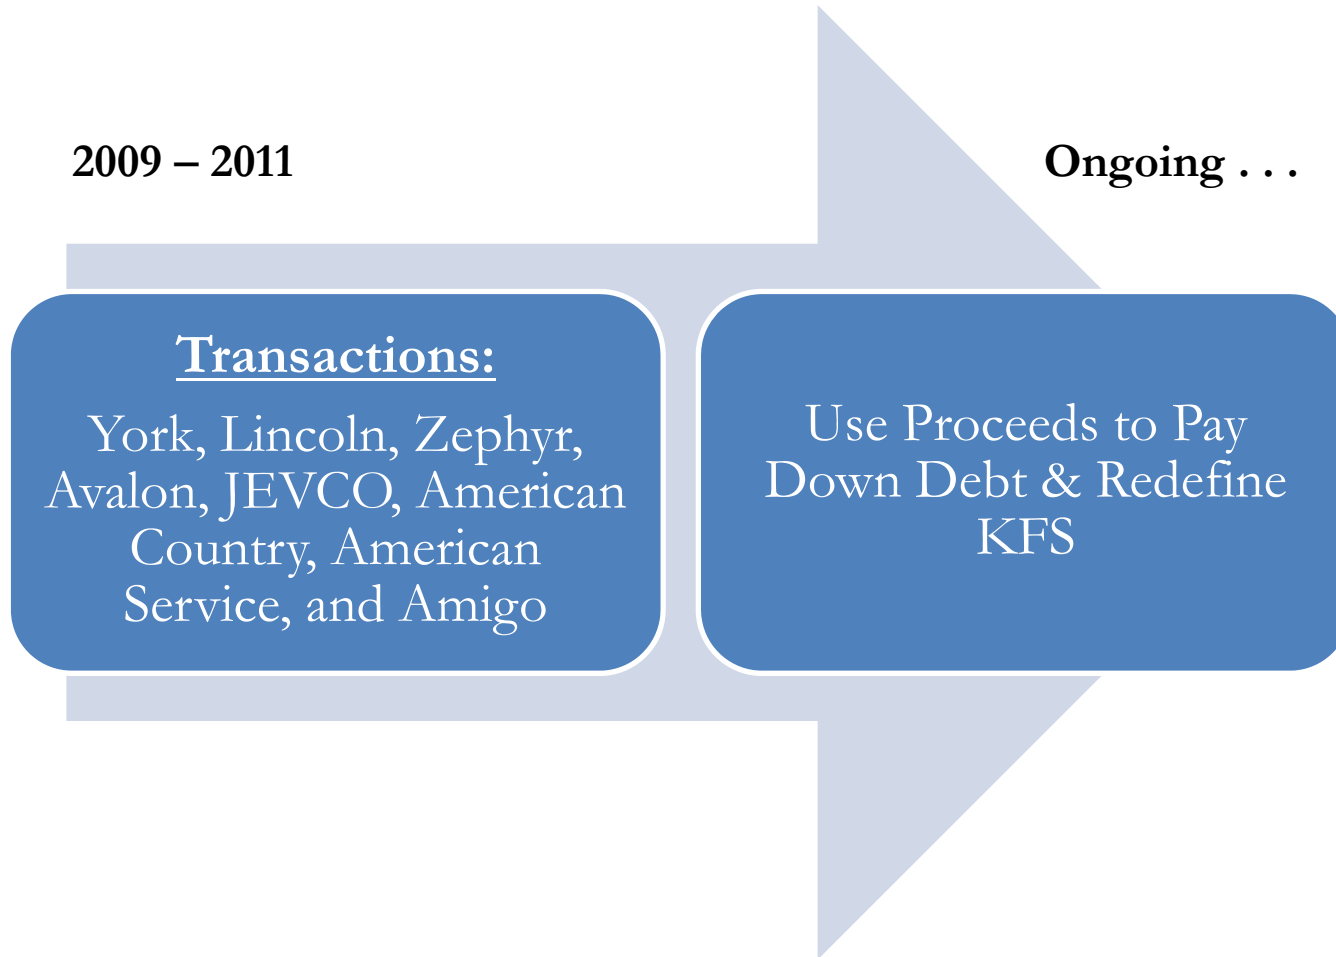 2009 – 2011
Ongoing . . .
Transactions:
York, Lincoln, Zephyr,
Avalon, JEVCO, American
Country, American
Service, and Amigo
Use Proceeds to Pay
Down Debt & Redefine
KFS